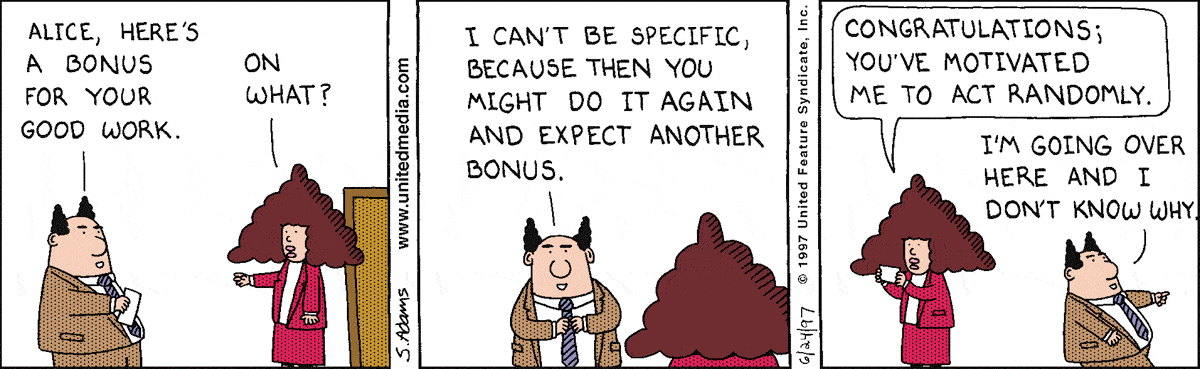 ALICE, HERE'S
A BONUS
FOR YOUR
GOOD WORK.
ON
WHAT?
S. Adams
www.unitedmedia.com
I CAN'T BE SPECIFIC,
BECAUSE THEN YOU
MIGHT DO IT AGAIN
AND EXPECT ANOTHER
BONUS.
6/24/97
© 1997 United Feature Syndicate, Inc.
CONGRATULATIONS;
YOU'VE MOTIVATED
ME TO ACT RANDOMLY.
I'M GOING OVER
HERE AND I
DON'T KNOW WHY.